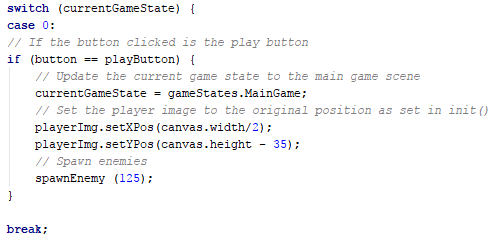 switch (currentGameState) {
case 0:
// If the button clicked is the play button
if (button == playButton) {
// Update the current game state to the main game scene
currentGameState = gameStates.MainGame;
// Set the player image to the original position as set in init()
playerImg.setXPos(canvas.width/2);
playerImg.setYPos(canvas.height - 35);
// Spawn enemies
spawnEnemy (125);
}
break;